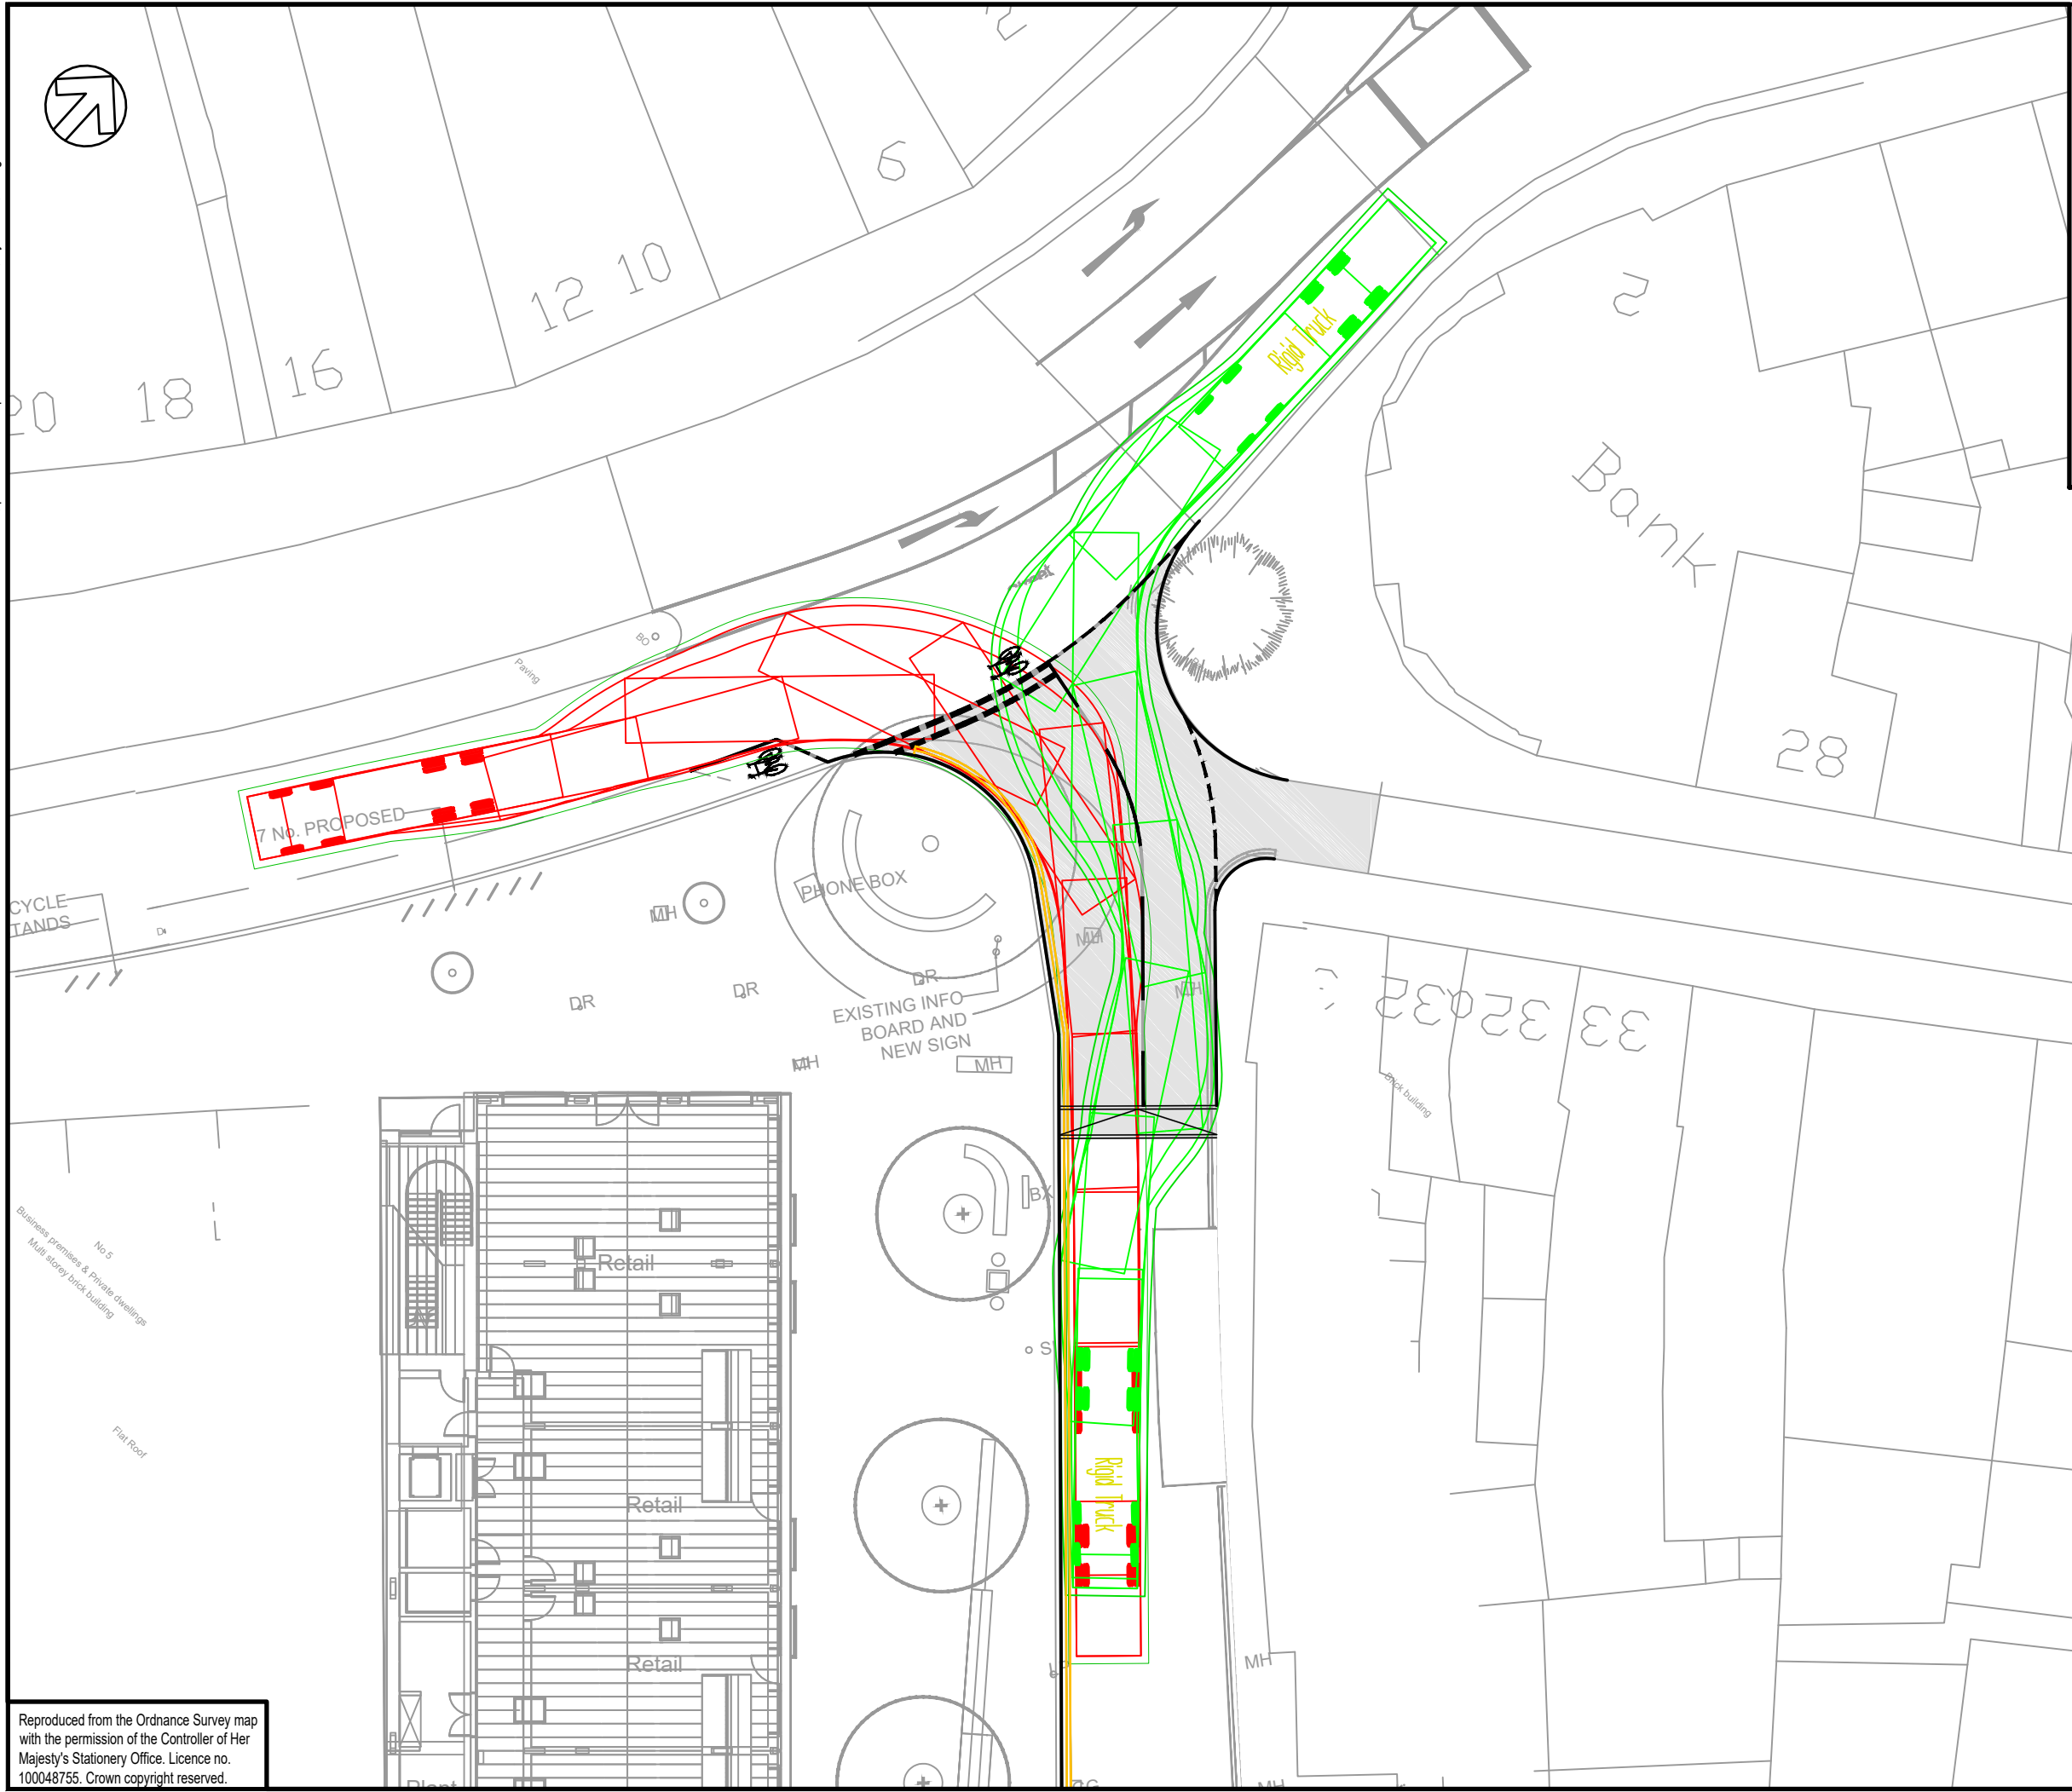 6
12 10
16
18
20
2
Rigid Truck
Bank
28
BO
Paving
7 No. PROPOSED
PHONE BOX
MH
CYCLE
TANDS
MH
DR
DR
DR
MH
EXISTING INFO
BOARD AND
NEW SIGN
MH
MH
33
Brick building
BX
Retail
No 5
Business premises & Private dwellings
Multi storey brick building
Flat Roof
Retail
Rigid Truck
Retail
MH
Reproduced from the Ordnance Survey map
with the permission of the Controller of Her
Majesty's Stationery Office. Licence no.
100048755. Crown copyright reserved.
MH